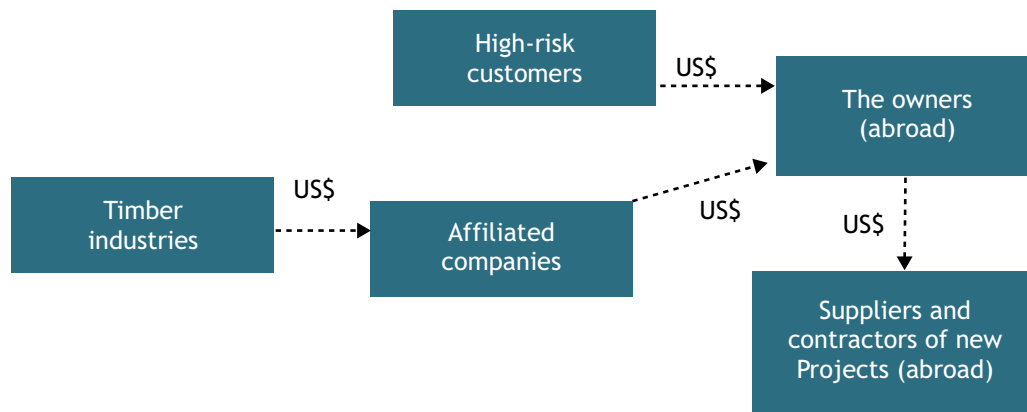 High-risk
customers
US$
The owners
(abroad)
Timber
industries
US$
Affiliated
companies
US$
US$
Suppliers and
contractors of new
Projects (abroad)